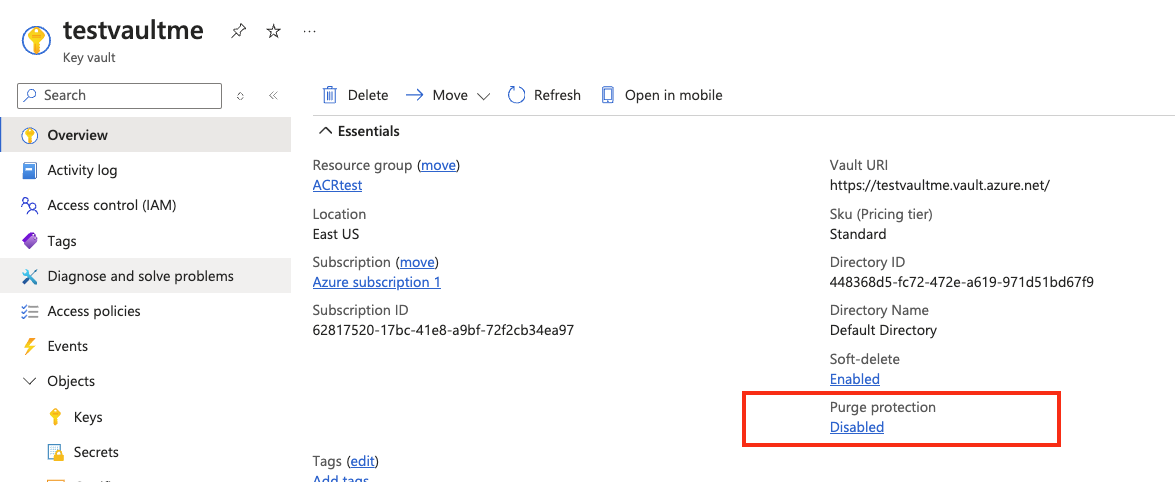 testvaultme
Key vault
Search
Overview
Activity log
Access control (IAM)
Tags
Diagnose and solve problems
Access policies
Events
Objects
Keys
Secrets
Delete
Move
Refresh
Open in mobile
Essentials
Resource group (move)
ACRtest
Location
East US
Subscription (move)
Azure subscription 1
Subscription ID
62817520-17bc-41e8-a9bf-72f2cb34ea97
Vault URI
https://testvaultme.vault.azure.net/
Sku (Pricing tier)
Standard
Directory ID
448368d5-fc72-472e-a619-971d51bd67f9
Directory Name
Default Directory
Soft-delete
Enabled
Purge protection
Disabled
Tags (edit)
Add tags